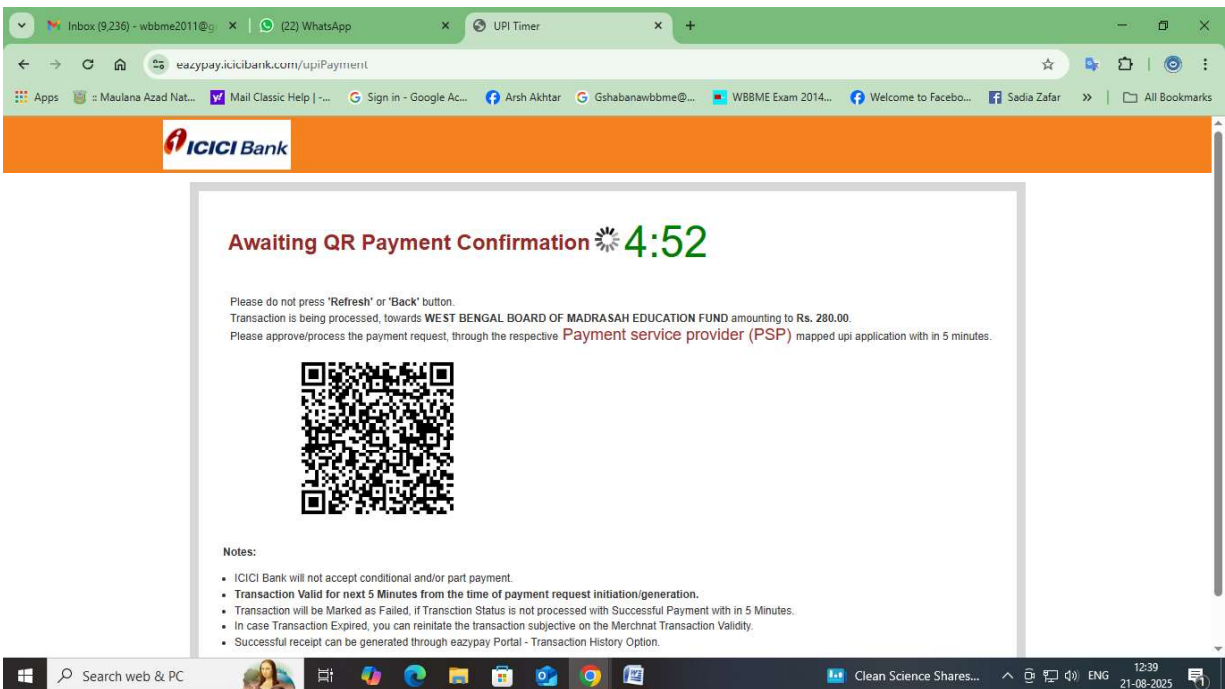 Inbox (9,236) - wbbme2011@g
(22) WhatsApp
UPI Timer
eazypay.icicibank.com/upiPayment
Apps
:: Maulana Azad Nat...
Mail Classic Help | -...
Sign in - Google Ac...
Arsh Akhtar
Gshabanawbbme@...
WBBME Exam 2014...
Welcome to Facebo...
Sadia Zafar
All Bookmarks
ICICI Bank
Awaiting QR Payment Confirmation 4:52
Please do not press 'Refresh' or 'Back' button.
Transaction is being processed, towards WEST BENGAL BOARD OF MADRASAH EDUCATION FUND amounting to Rs. 280.00.
Please approve/process the payment request, through the respective Payment service provider (PSP) mapped upi application with in 5 minutes.
Notes:
• ICICI Bank will not accept conditional and/or part payment.
• Transaction Valid for next 5 Minutes from the time of payment request initiation/generation.
• Transaction will be Marked as Failed, if Transction Status is not processed with Successful Payment with in 5 Minutes.
• In case Transaction Expired, you can reinitate the transaction subjective on the Merchnat Transaction Validity.
• Successful receipt can be generated through eazypay Portal - Transaction History Option.
Search web & PC
Clean Science Shares...
ENG
12:39
21-08-2025